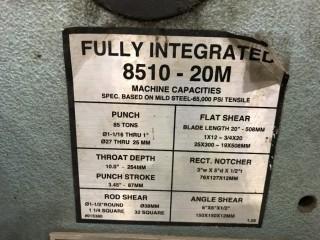 FULLY INTEGRATED
8510 - 20M
MACHINE CAPACITIES
SPEC. BASED ON MILD STEEL-65,000 PSI TENSILE
PUNCH
85 TONS
Ø1-1/16 THRU 1"
Ø27 THRU 25 MM
THROAT DEPTH
10.0" - 254MM
PUNCH STROKE
3.45" - 87MM
ROD SHEAR
Ø1-1/2" ROUND Ø38MM
1 1/4 SQUARE 32 SQUARE
FLAT SHEAR
BLADE LENGTH 20" - 508MM
1X12 - 3/4X20
25X300 - 19X508MM
RECT. NOTCHER
3"w X 5"d X 1/2"t
76X127X12MM
ANGLE SHEAR
6"X6"X1/2"
150X150X12MM